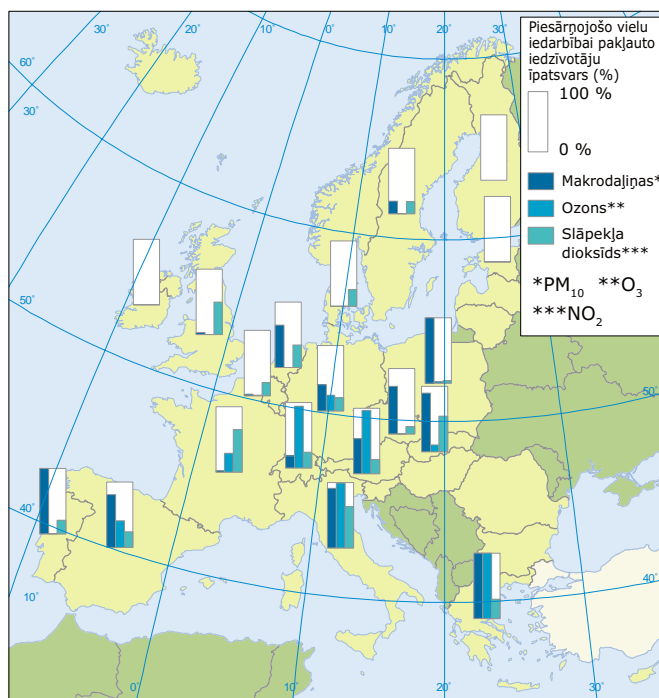 Piesārņojošo vielu
iedarbībai pakļauto
iedzīvotāju
īpatsvars (%)
100 %
0 %
Makrodaļiņas*
Ozons**
Slāpekļa
dioksīds***
*PM10 **O3
***NO2
60°
30°
20°
10°
0°
10°
20°
30°
50°
40°
10°
0°
10°
20°
30°
40°
50°